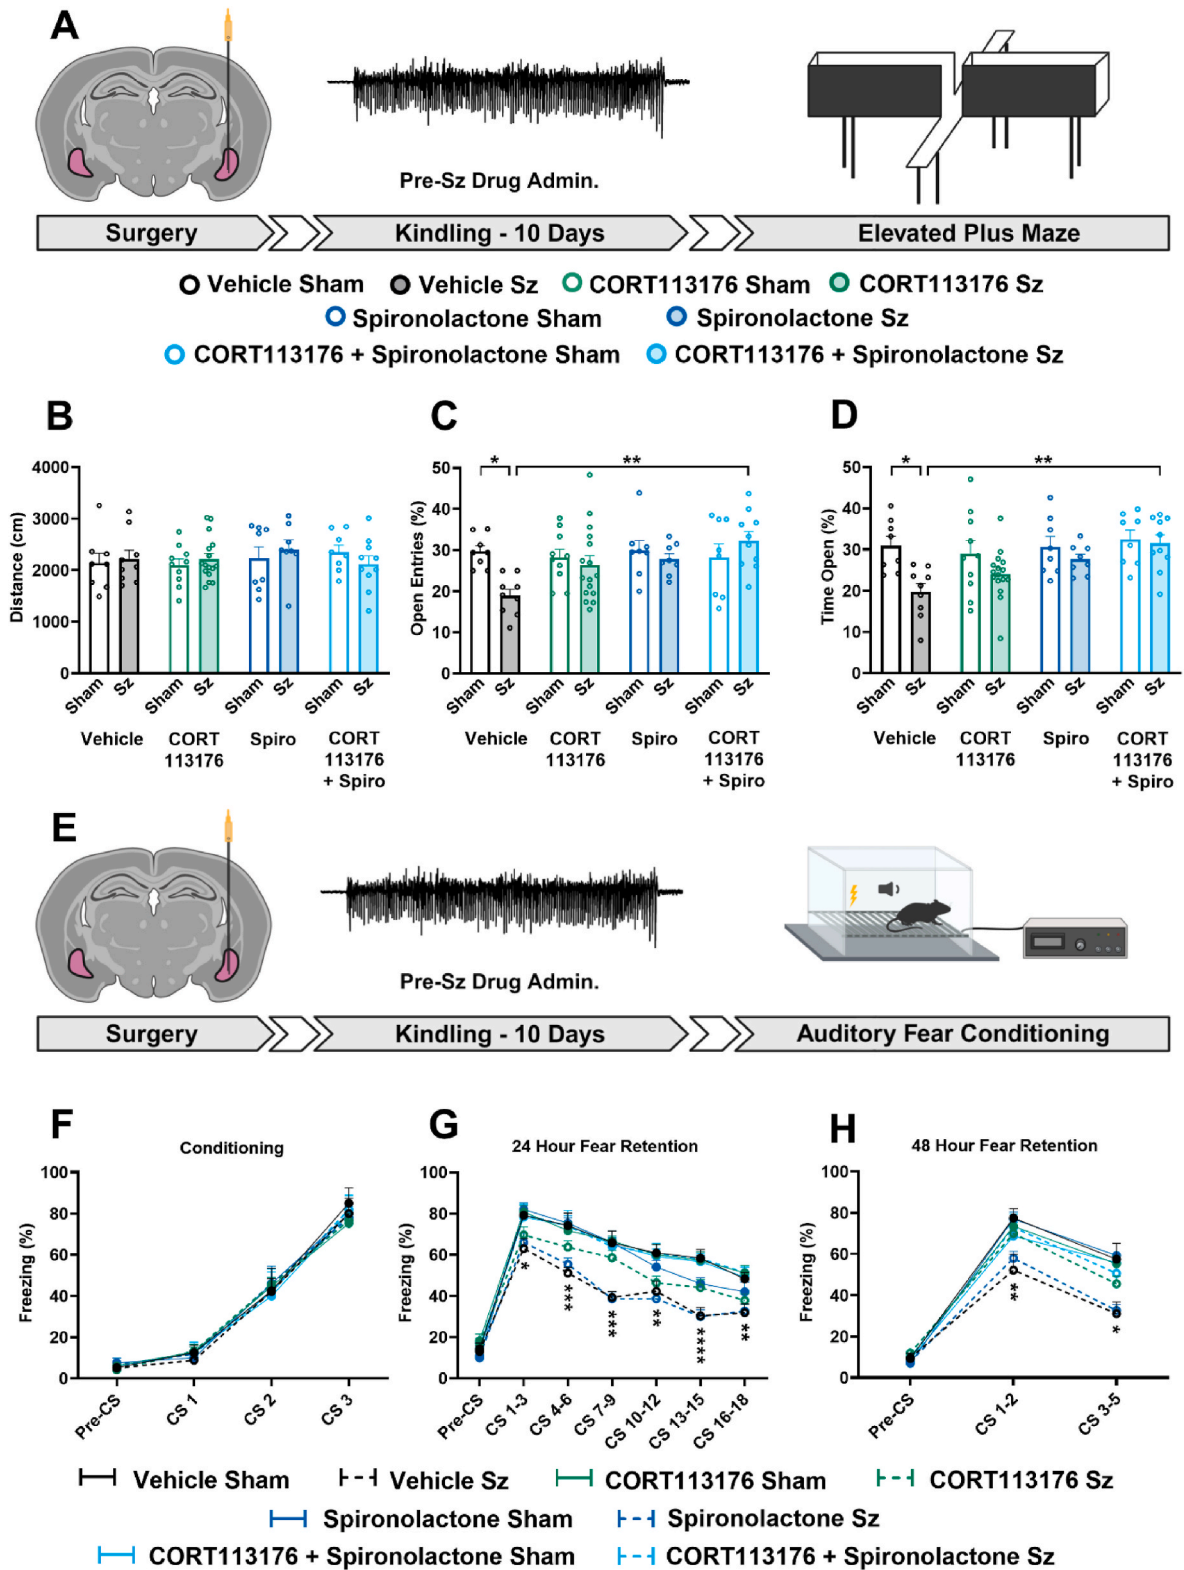 A
Pre-Sz Drug Admin.
Surgery
Kindling - 10 Days
Elevated Plus Maze
Vehicle Sham
Vehicle Sz
CORT113176 Sham
CORT113176 Sz
Spironolactone Sham
Spironolactone Sz
CORT113176 + Spironolactone Sham
CORT113176 + Spironolactone Sz
B
Distance (cm)
4000
3000
2000
1000
0
Sham
Sz
Sham
Sz
Sham
Sz
Sham
Sz
Vehicle
CORT
113176
Spiro
CORT
113176
+ Spiro
C
Open Entries (%)
50
40
30
20
10
0
*
**
Sham
Sz
Sham
Sz
Sham
Sz
Sham
Sz
Vehicle
CORT
113176
Spiro
CORT
113176
+ Spiro
D
Time Open (%)
50
40
30
20
10
0
*
**
Sham
Sz
Sham
Sz
Sham
Sz
Sham
Sz
Vehicle
CORT
113176
Spiro
CORT
113176
+ Spiro
E
Pre-Sz Drug Admin.
Surgery
Kindling - 10 Days
Auditory Fear Conditioning
F
Conditioning
Freezing (%)
100
80
60
40
20
0
Pre-CS
CS 1
CS 2
CS 3
G
24 Hour Fear Retention
Freezing (%)
100
80
60
40
20
0
*
***
***
**
****
**
Pre-CS
CS 1-3
CS 4-6
CS 7-9
CS 10-12
CS 13-15
CS 16-18
H
48 Hour Fear Retention
Freezing (%)
100
80
60
40
20
0
**
*
Pre-CS
CS 1-2
CS 3-5
Vehicle Sham
Vehicle Sz
CORT113176 Sham
CORT113176 Sz
Spironolactone Sham
Spironolactone Sz
CORT113176 + Spironolactone Sham
CORT113176 + Spironolactone Sz